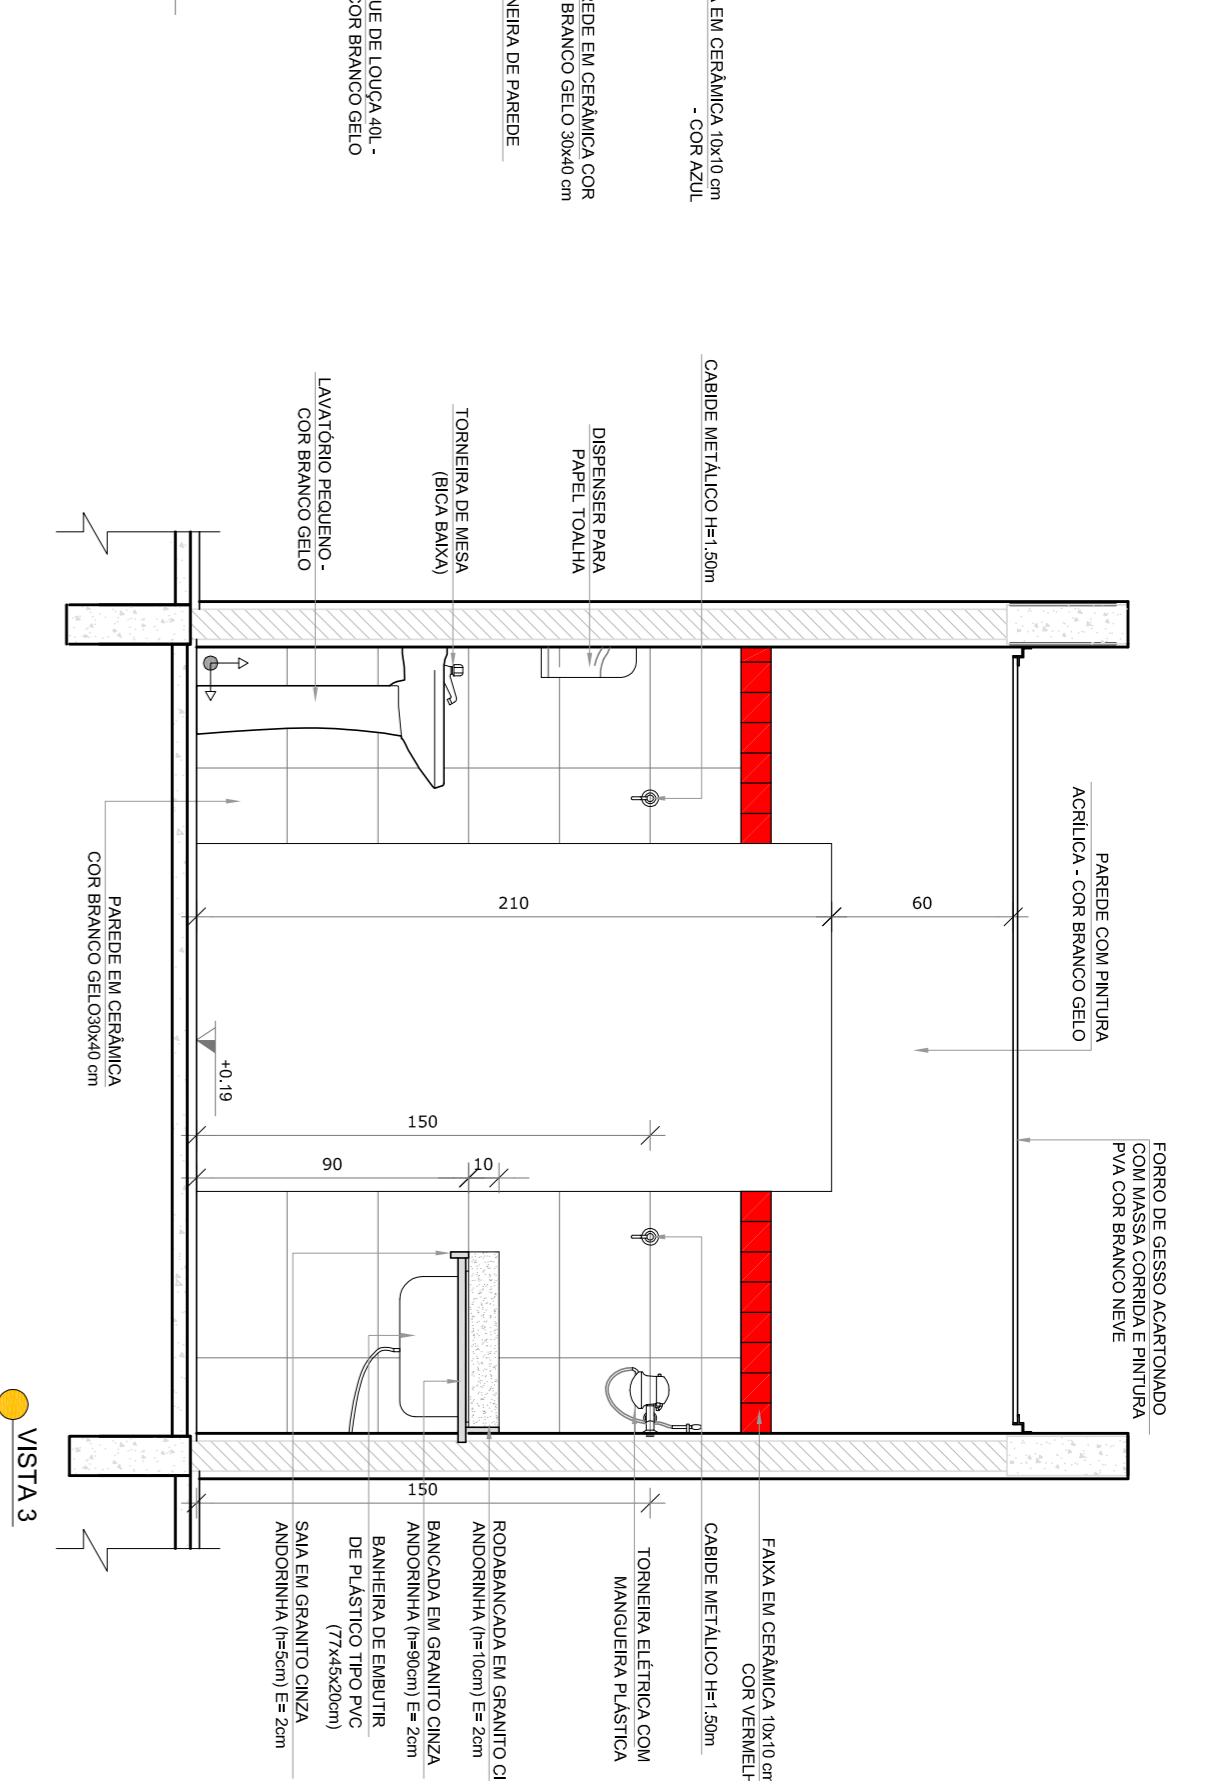 UE DE LOUÇA 40L -
COR BRANCO GELO
NEIRA DE PAREDE
EDE EM CERÂMICA COR
BRANCO GELO 30x40 cm
A EM CERÂMICA 10x10 cm
- COR AZUL
CABIDE METÁLICO H=1.50m
DISPENSER PARA
PAPEL TOALHA
TORNEIRA DE MESA
(BICA BAIXA)
LAVATÓRIO PEQUENO -
COR BRANCO GELO
PAREDE COM PINTURA
ACRÍLICA - COR BRANCO GELO
FORRO DE GESSO ACARTONADO
COM MASSA CORRIDA E PINTURA
PVA COR BRANCO NEVE
210
60
150
90
10
+0.19
PAREDE EM CERÂMICA
COR BRANCO GELO30x40 cm
150
FAIXA EM CERÂMICA 10x10 cm
COR VERMELH
CABIDE METÁLICO H=1.50m
TORNEIRA ELÉTRICA COM
MANGUEIRA PLÁSTICA
RODABANCADA EM GRANITO CI
ANDORINHA (h=10cm) E= 2cm
BANCADA EM GRANITO CINZA
ANDORINHA (h=90cm) E= 2cm
BANHEIRA DE EMBUTIR
DE PLÁSTICO TIPO PVC
(77x45x20cm)
SAIA EM GRANITO CINZA
ANDORINHA (h=5cm) E= 2cm
VISTA 3